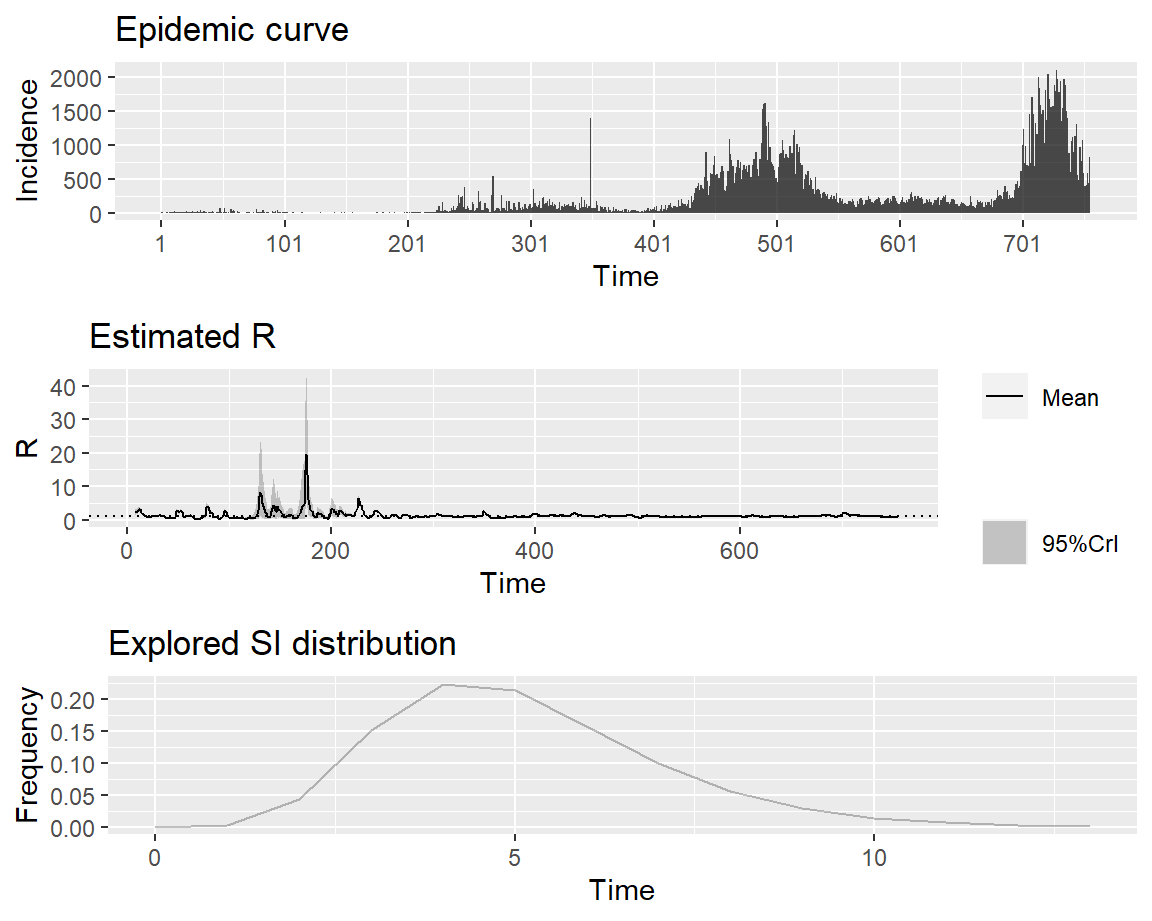 Epidemic curve
Incidence
2000
1500
1000
500
0
1 101 201 301 401 501 601 701
Time
Estimated R
R
40
30
20
10
0
0 200 400 600
Time
Mean
95%CrI
Explored SI distribution
Frequency
0.20
0.15
0.10
0.05
0.00
0 5 10
Time